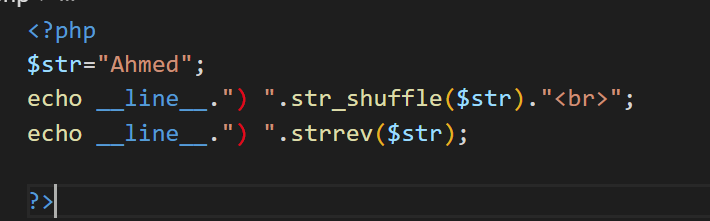 <?php
$str="Ahmed";
echo __line__.") ".str_shuffle($str)."<br>";
echo __line__.") ".strrev($str);
?>